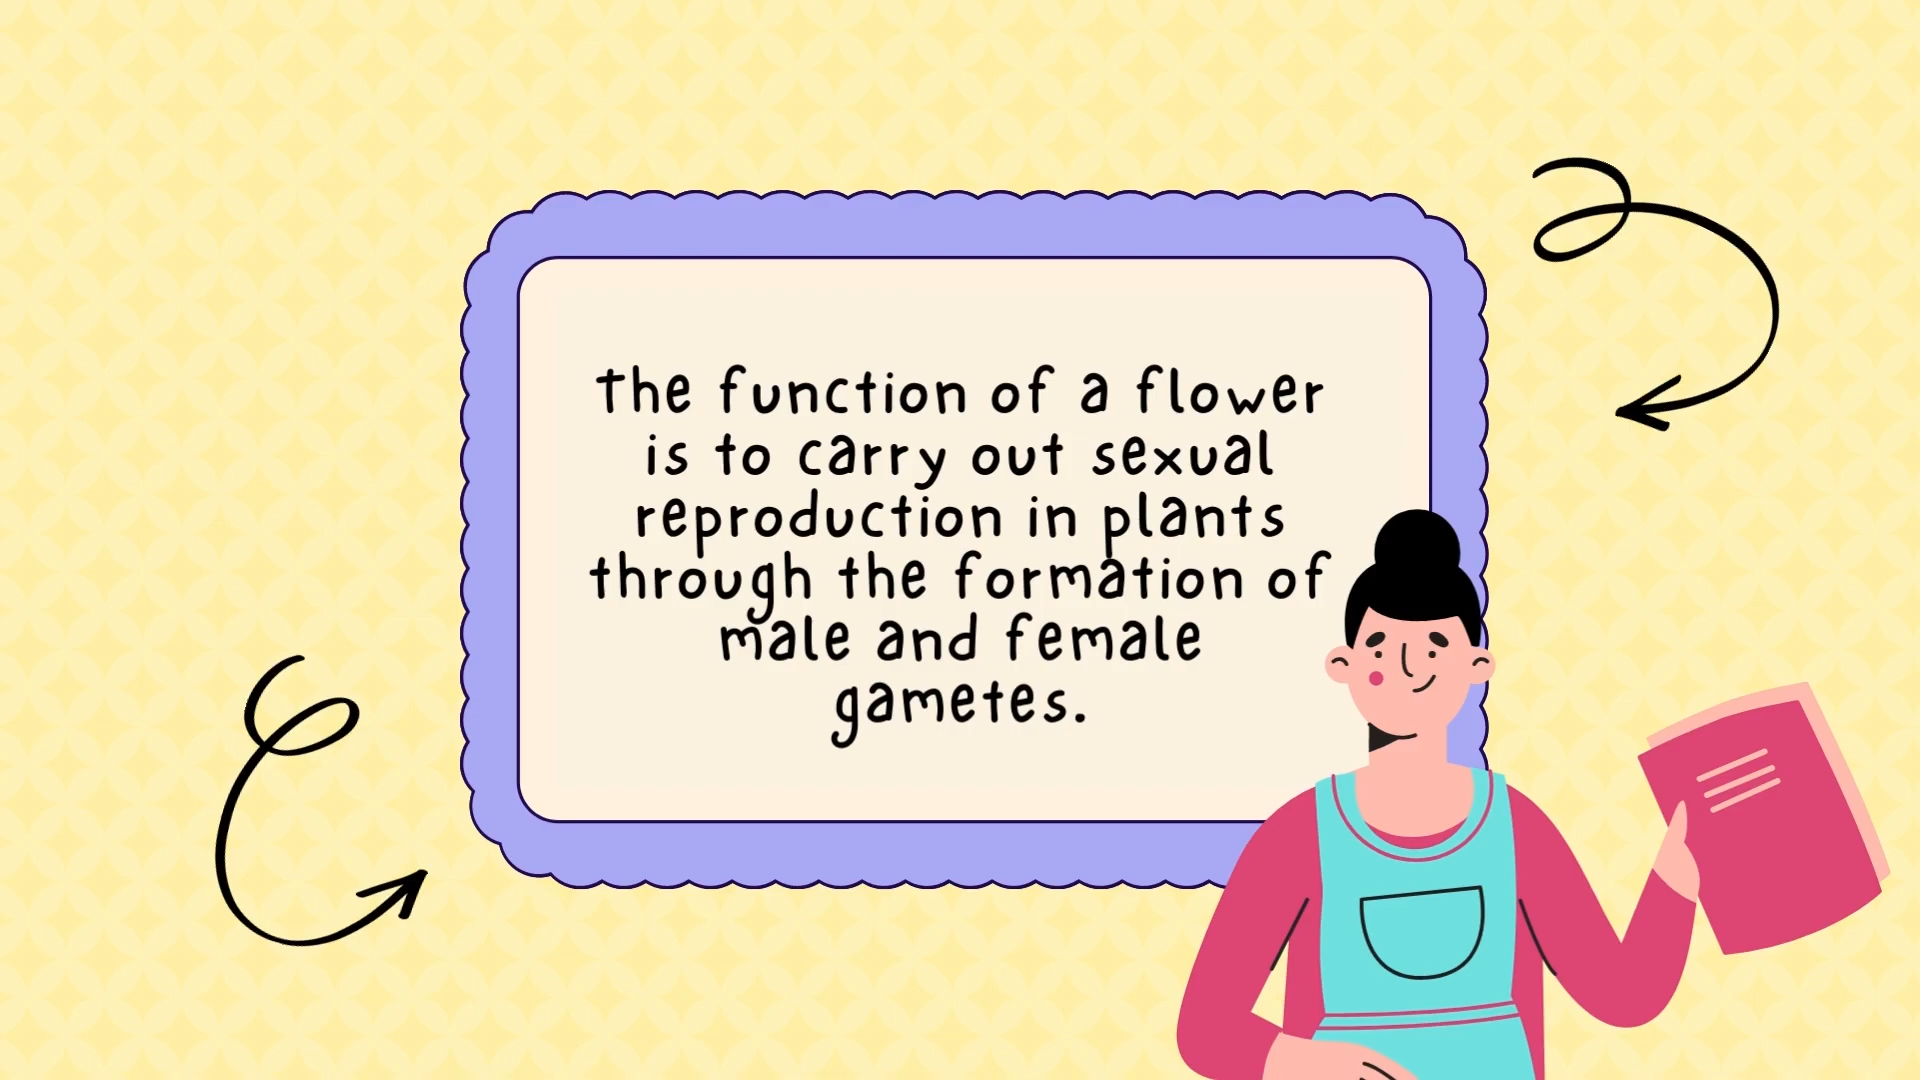 The function of a flower
is to carry out sexual
reproduction in plants
through the formation of
male and female
gametes.